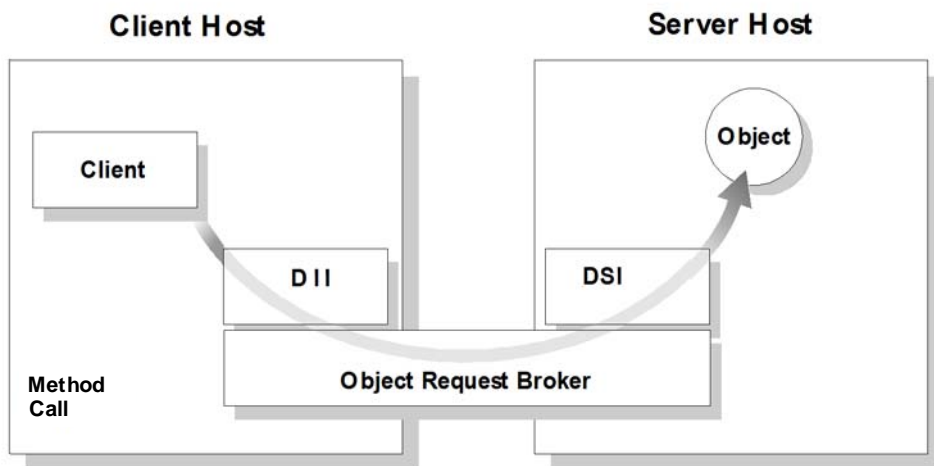 Client Host
Server Host
Client
Object
DII
DSI
Object Request Broker
Method
Call